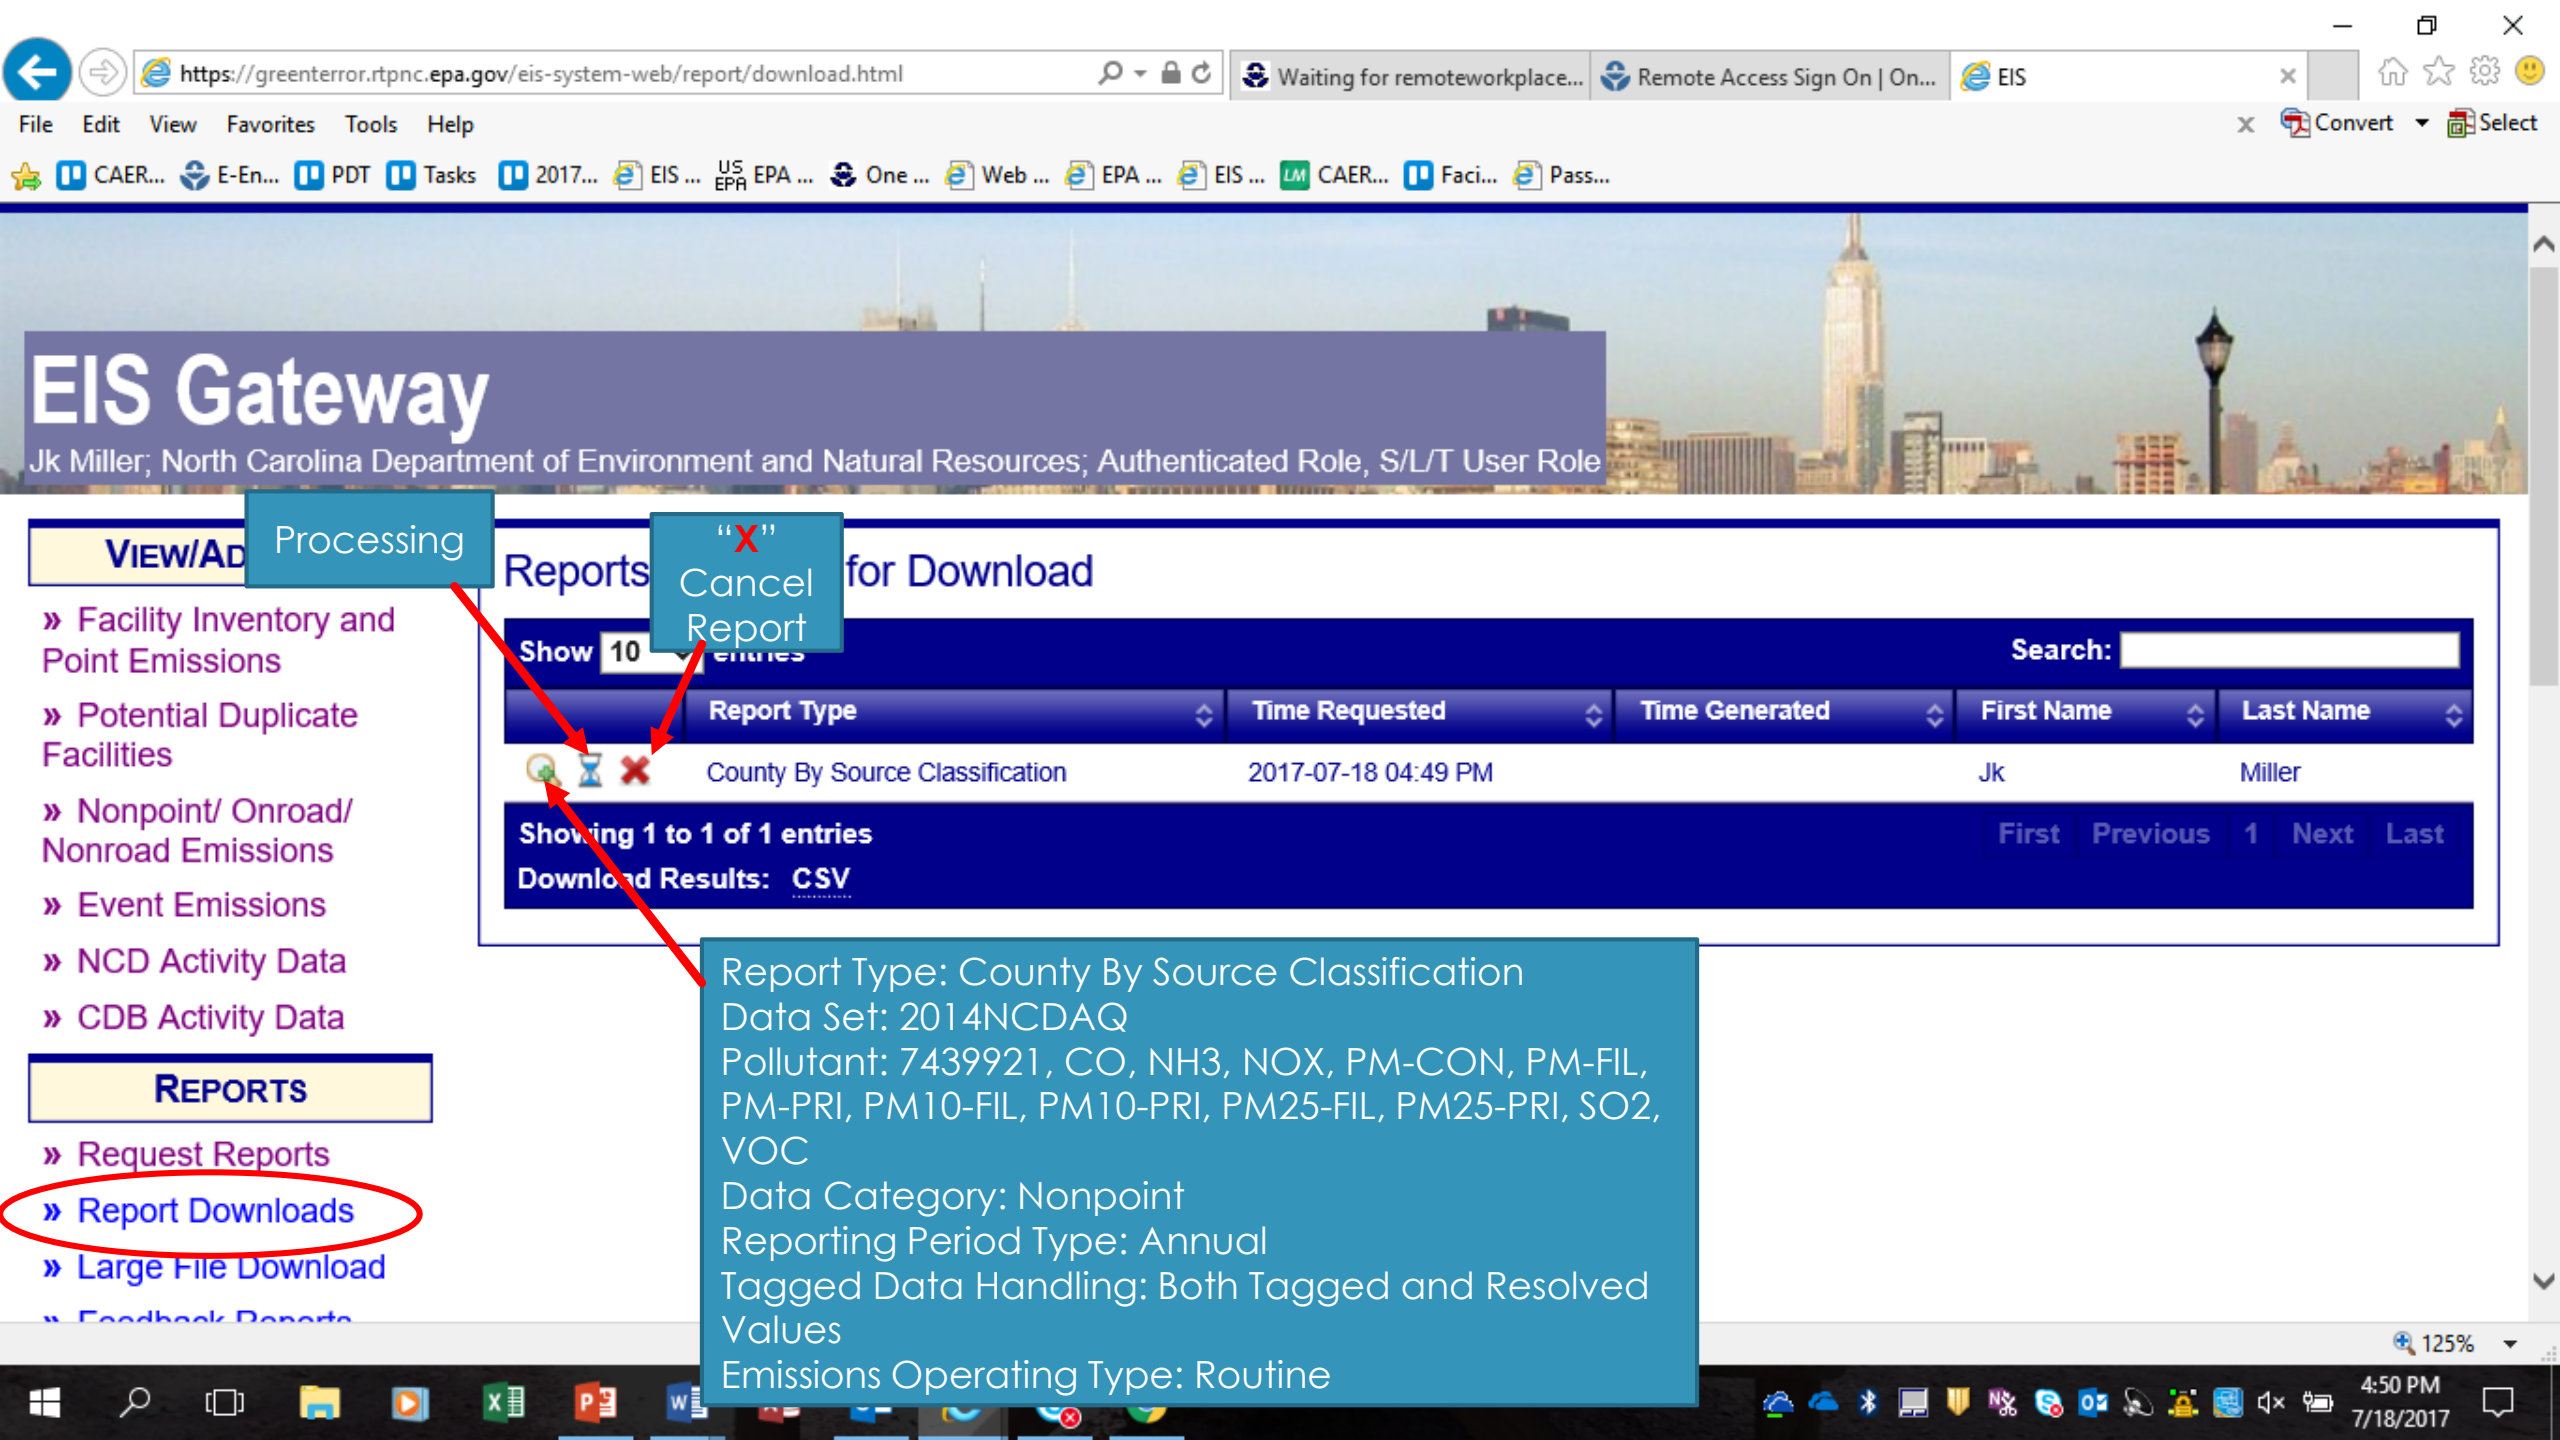 https://greenterror.rtpnc.epa.gov/eis-system-web/report/download.html
Waiting for remoteworkplace...
Remote Access Sign On | On...
EIS
File Edit View Favorites Tools Help
Convert
Select
CAER... E-En... PDT Tasks 2017... EIS ... US EPA EPA ... One ... Web ... EPA ... EIS ... LM CAER... Faci... Pass...
EIS Gateway
Jk Miller; North Carolina Department of Environment and Natural Resources; Authenticated Role, S/L/T User Role
Processing
“X”
Cancel
Report
VIEW/AD
» Facility Inventory and
Point Emissions
» Potential Duplicate
Facilities
» Nonpoint/ Onroad/
Nonroad Emissions
» Event Emissions
» NCD Activity Data
» CDB Activity Data
REPORTS
» Request Reports
» Report Downloads
» Large File Download
» Feedback Reports
Reports for Download
Show 10 entries
Search:
Report Type Time Requested Time Generated First Name Last Name
County By Source Classification 2017-07-18 04:49 PM Jk Miller
Showing 1 to 1 of 1 entries
First Previous 1 Next Last
Download Results: CSV
Report Type: County By Source Classification
Data Set: 2014NCDAQ
Pollutant: 7439921, CO, NH3, NOX, PM-CON, PM-FIL,
PM-PRI, PM10-FIL, PM10-PRI, PM25-FIL, PM25-PRI, SO2,
VOC
Data Category: Nonpoint
Reporting Period Type: Annual
Tagged Data Handling: Both Tagged and Resolved
Values
Emissions Operating Type: Routine
125%
4:50 PM
7/18/2017